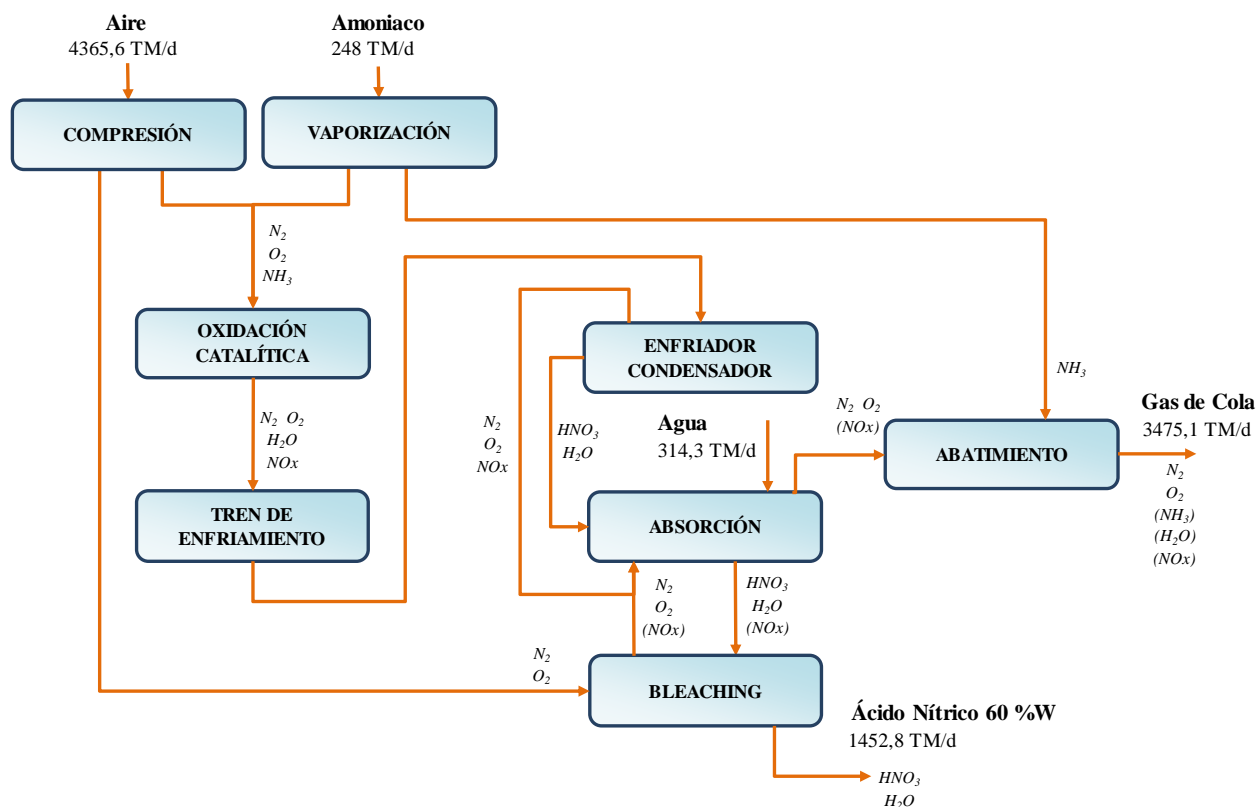 Aire
4365,6 TM/d
Amoniaco
248 TM/d
COMPRESIÓN
VAPORIZACIÓN
N₂
O₂
NH₃
OXIDACIÓN
CATALÍTICA
ENFRIADOR
CONDENSADOR
NH₃
N₂ O₂
H₂O
NOx
N₂
O₂
NOx
HNO₃
H₂O
Agua
314,3 TM/d
N₂ O₂
(NOx)
Gas de Cola
3475,1 TM/d
ABATIMIENTO
N₂
O₂
(NH₃)
(H₂O)
(NOx)
TREN DE
ENFRIAMIENTO
ABSORCIÓN
N₂
O₂
(NOx)
HNO₃
H₂O
(NOx)
N₂
O₂
BLEACHING
Ácido Nítrico 60 %W
1452,8 TM/d
HNO₃
H₂O